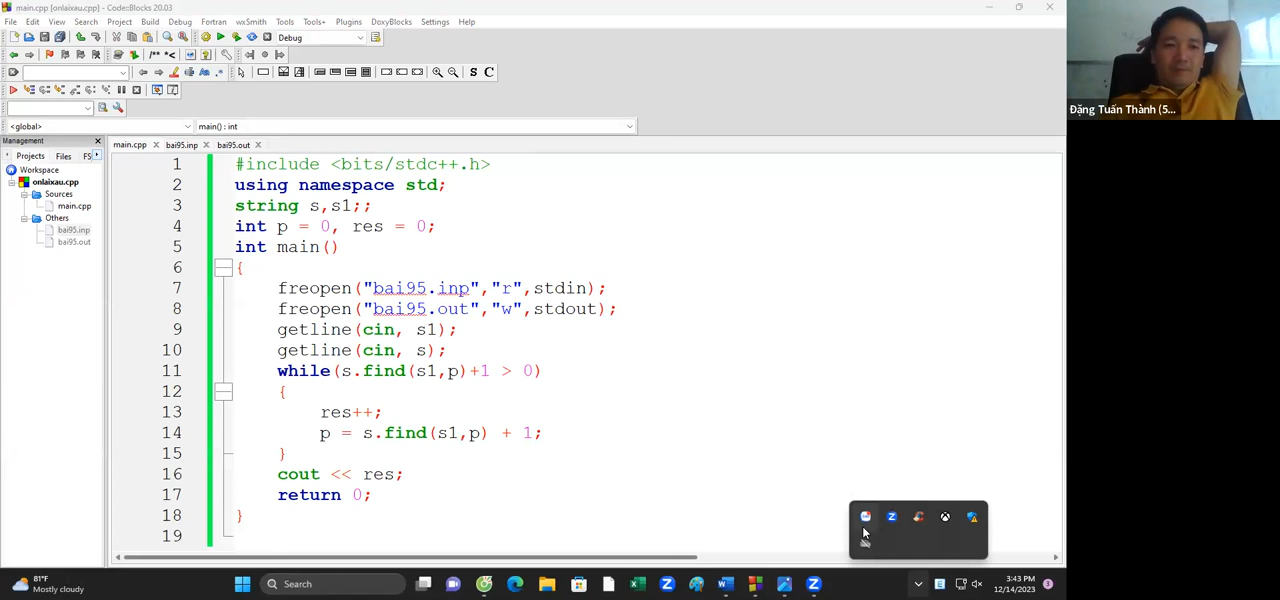 main.cpp [onlaixau.cpp] - Code::Blocks 20.03
File Edit View Search Project Build Debug Fortran wxSmith Tools Tools+ Plugins DoxyBlocks Settings Help
Debug
/** *<
S C
<global>
main() : int
Management
main.cpp
bai95.inp
bai95.out
Projects Files FS
Workspace
onlaixau.cpp
Sources
main.cpp
Others
bai95.inp
bai95.out
1 #include <bits/stdc++.h>
2 using namespace std;
3 string s,s1;;
4 int p = 0, res = 0;
5 int main()
6 {
7 freopen("bai95.inp","r",stdin);
8 freopen("bai95.out","w",stdout);
9 getline(cin, s1);
10 getline(cin, s);
11 while(s.find(s1,p)+1 > 0)
12 {
13 res++;
14 p = s.find(s1,p) + 1;
15 }
16 cout << res;
17 return 0;
18 }
19
Đặng Tuấn Thành (5...
81°F
Mostly cloudy
Search
3:43 PM
12/14/2023